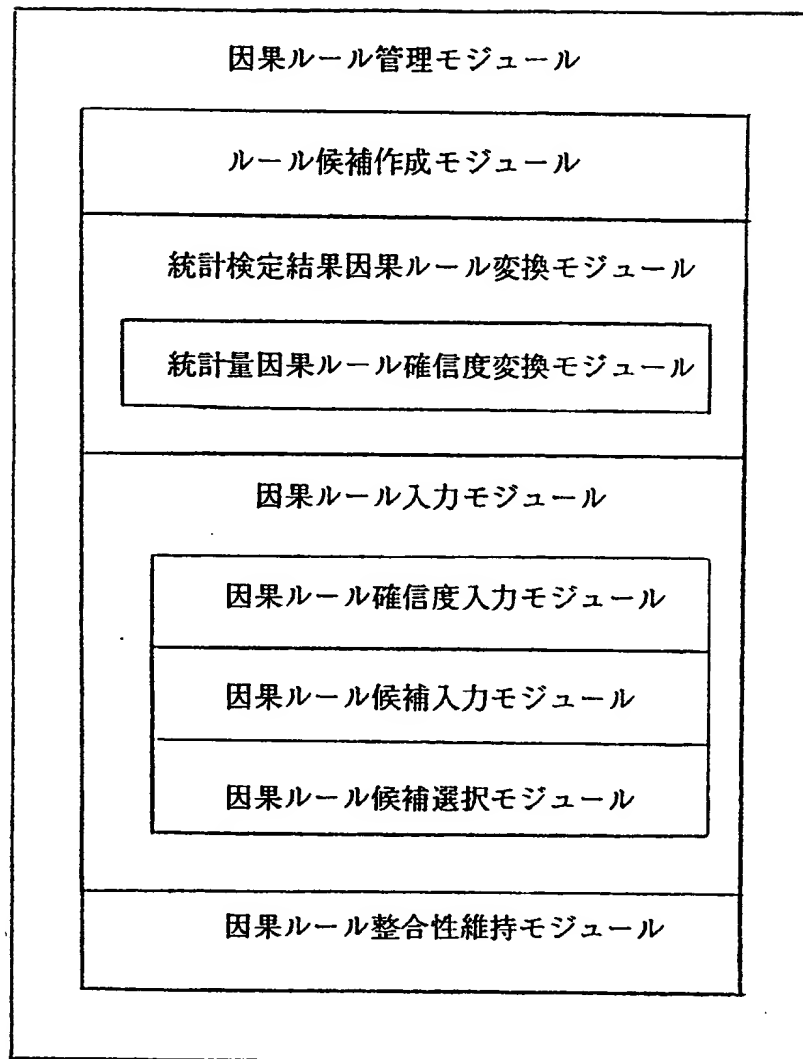 因果ルール管理モジュール
ルール候補作成モジュール
統計検定結果因果ルール変換モジュール
統計量因果ルール確信度変換モジュール
因果ルール入力モジュール
因果ルール確信度入力モジュール
因果ルール候補入力モジュール
因果ルール候補選択モジュール
因果ルール整合性維持モジュール